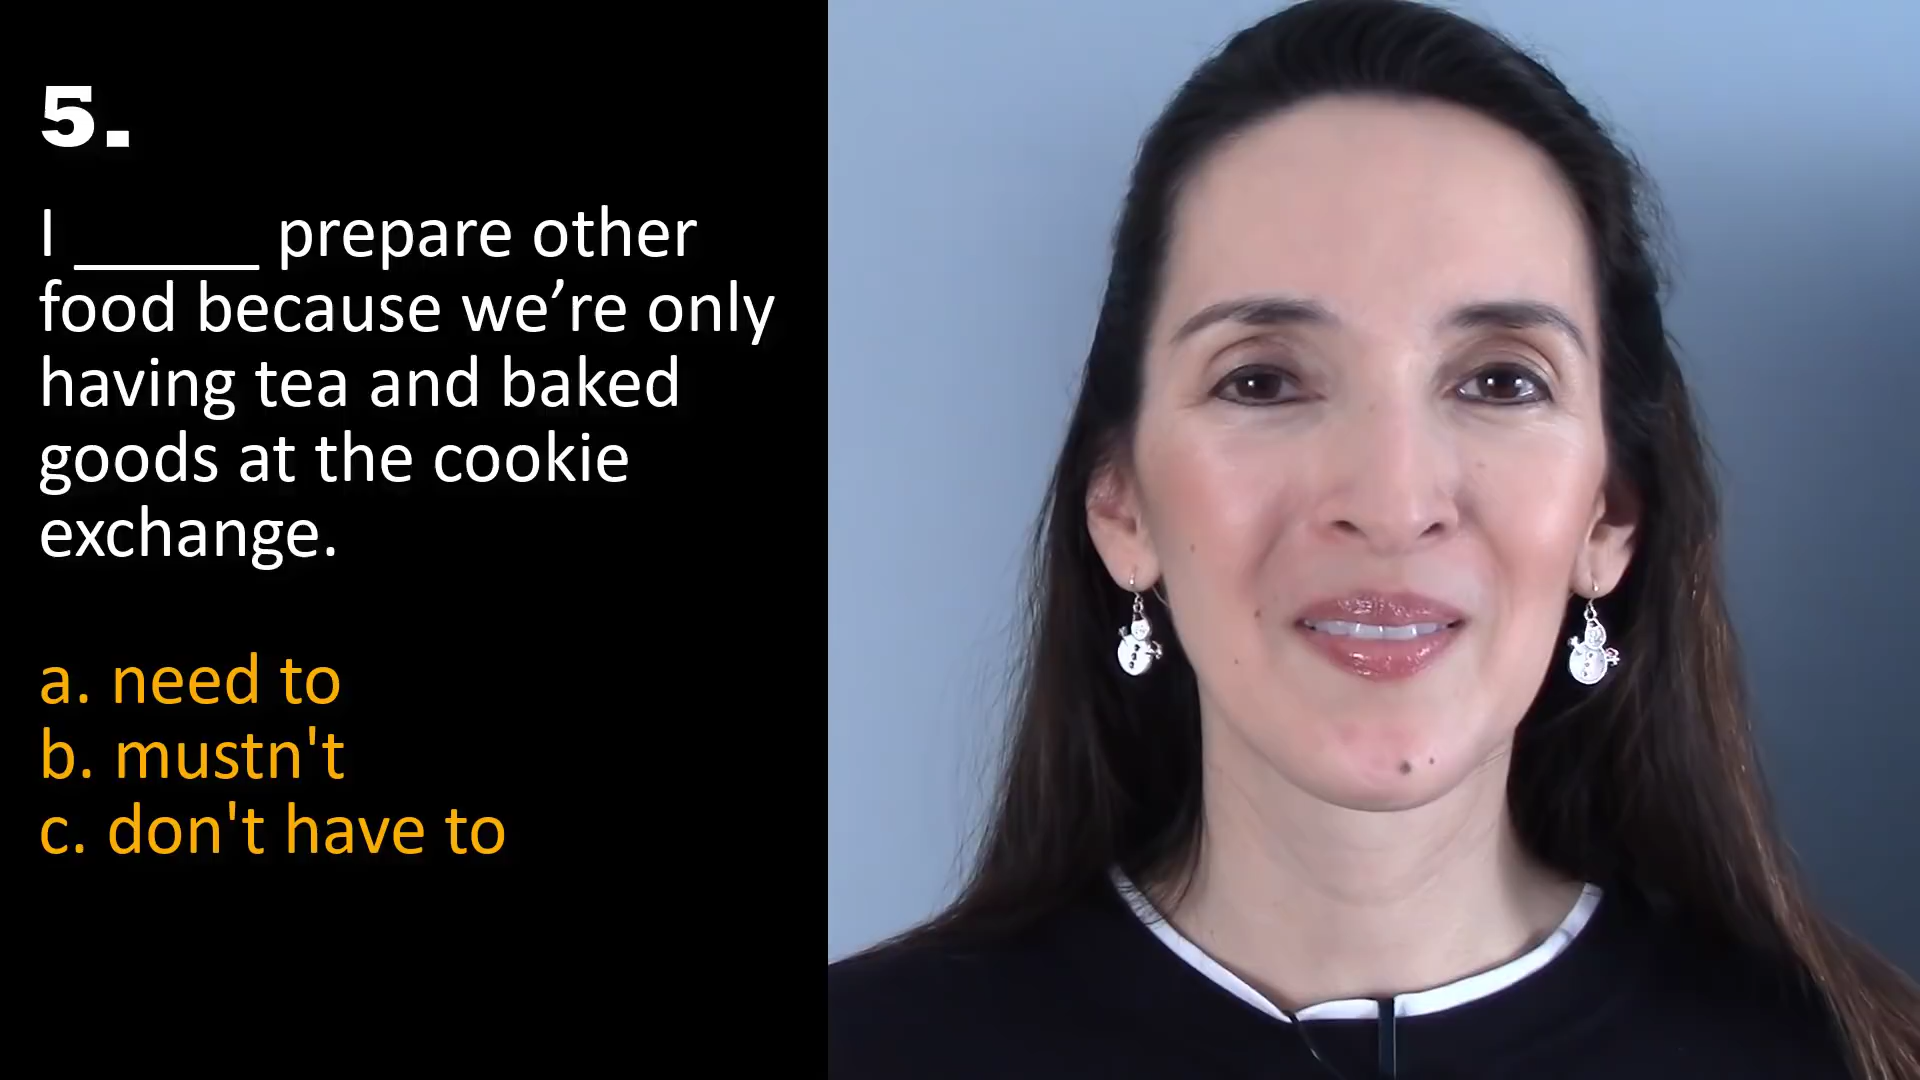 5.
I _____ prepare other
food because we’re only
having tea and baked
goods at the cookie
exchange.
a. need to
b. mustn't
c. don't have to